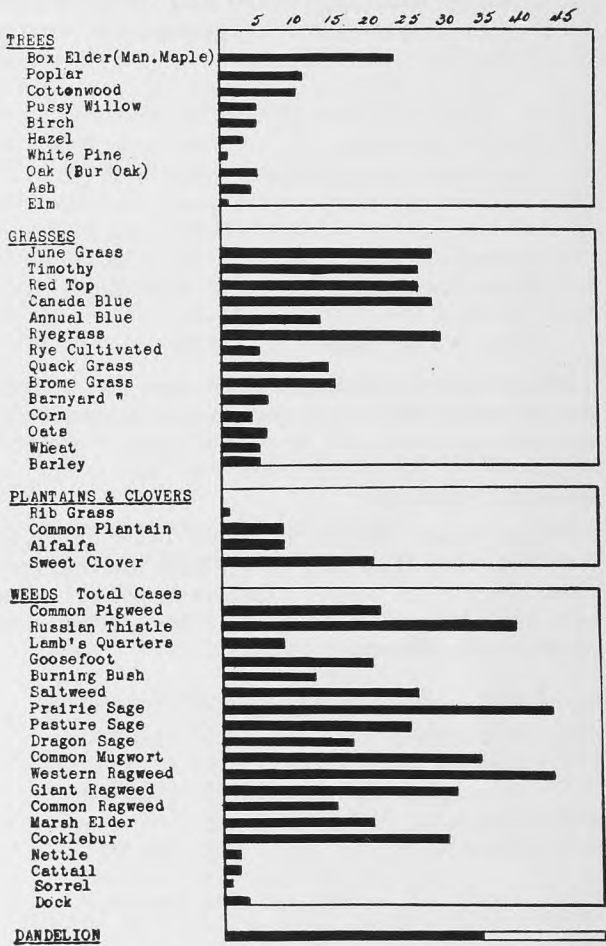 5 10 15. 20 25 30 35 40 45
TREES
Box Elder(Man.Maple)
Poplar
Cottonwood
Pussy Willow
Birch
Hazel
White Pine
Oak (Bur Oak)
Ash
Elm
GRASSES
June Grass
Timothy
Red Top
Canada Blue
Annual Blue
Ryegrass
Rye Cultivated
Quack Grass
Brome Grass
Barnyard "
Corn
Oats
Wheat
Barley
PLANTAINS & CLOVERS
Rib Grass
Common Plantain
Alfalfa
Sweet Clover
WEEDS Total Cases
Common Pigweed
Russian Thistle
Lamb's Quarters
Goosefoot
Burning Bush
Saltweed
Prairie Sage
Pasture Sage
Dragon Sage
Common Mugwort
Western Ragweed
Giant Ragweed
Common Ragweed
Marsh Elder
Cocklebur
Nettle
Cattail
Sorrel
Dock
DANDELION